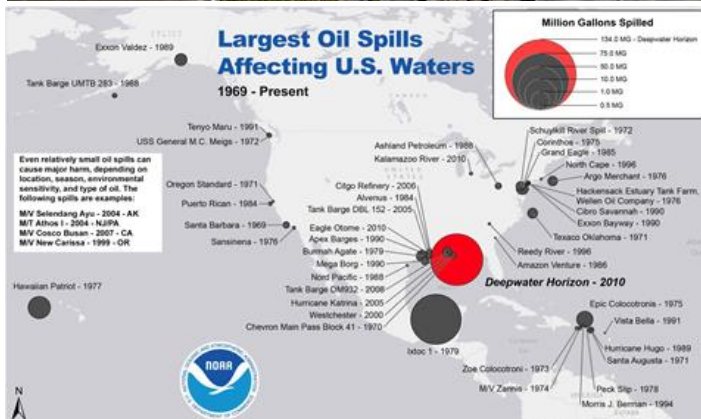 Largest Oil Spills
Affecting U.S. Waters
1969 - Present
Million Gallons Spilled
134.0 MG - Deepwater Horizon
75.0 MG
50.0 MG
10.0 MG
1.0 MG
0.5 MG
Exxon Valdez - 1989
Tank Barge UMTB 283 - 1988
Tenyo Maru - 1991
USS General M.C. Meigs - 1972
Even relatively small oil spills can
cause major harm, depending on
location, season, environmental
sensitivity, and type of oil. The
following spills are examples:
M/V Selendang Ayu - 2004 - AK
M/T Athos I - 2004 - NJ/PA
M/V Cosco Busan - 2007 - CA
M/V New Carissa - 1999 - OR
Oregon Standard - 1971
Puerto Rican - 1984
Santa Barbara - 1969
Sansinena - 1976
Hawaiian Patriot - 1977
Ashland Petroleum - 1988
Kalamazoo River - 2010
Citgo Refinery - 2006
Alvenus - 1984
Tank Barge DBL 152 - 2005
Eagle Otome - 2010
Apex Barges - 1990
Burmah Agate - 1979
Mega Borg - 1990
Nord Pacific - 1988
Tank Barge DM932 - 2008
Hurricane Katrina - 2005
Westchester - 2000
Chevron Main Pass Block 41 - 1970
Schuylkill River Spill - 1972
Corinthos - 1975
Grand Eagle - 1985
North Cape - 1996
Argo Merchant - 1976
Hackensack Estuary Tank Farm,
Wellen Oil Company - 1976
Cibro Savannah - 1990
Exxon Bayway - 1990
Texaco Oklahoma - 1971
Reedy River - 1996
Amazon Venture - 1986
Deepwater Horizon - 2010
Ixtoc 1 - 1979
Epic Colocotronis - 1975
Vista Bella - 1991
Hurricane Hugo - 1989
Santa Augusta - 1971
Zoe Colocotroni - 1973
M/V Zannis - 1974
Peck Slip - 1978
Morris J. Berman - 1994
NOAA
N
UNITED
STATES